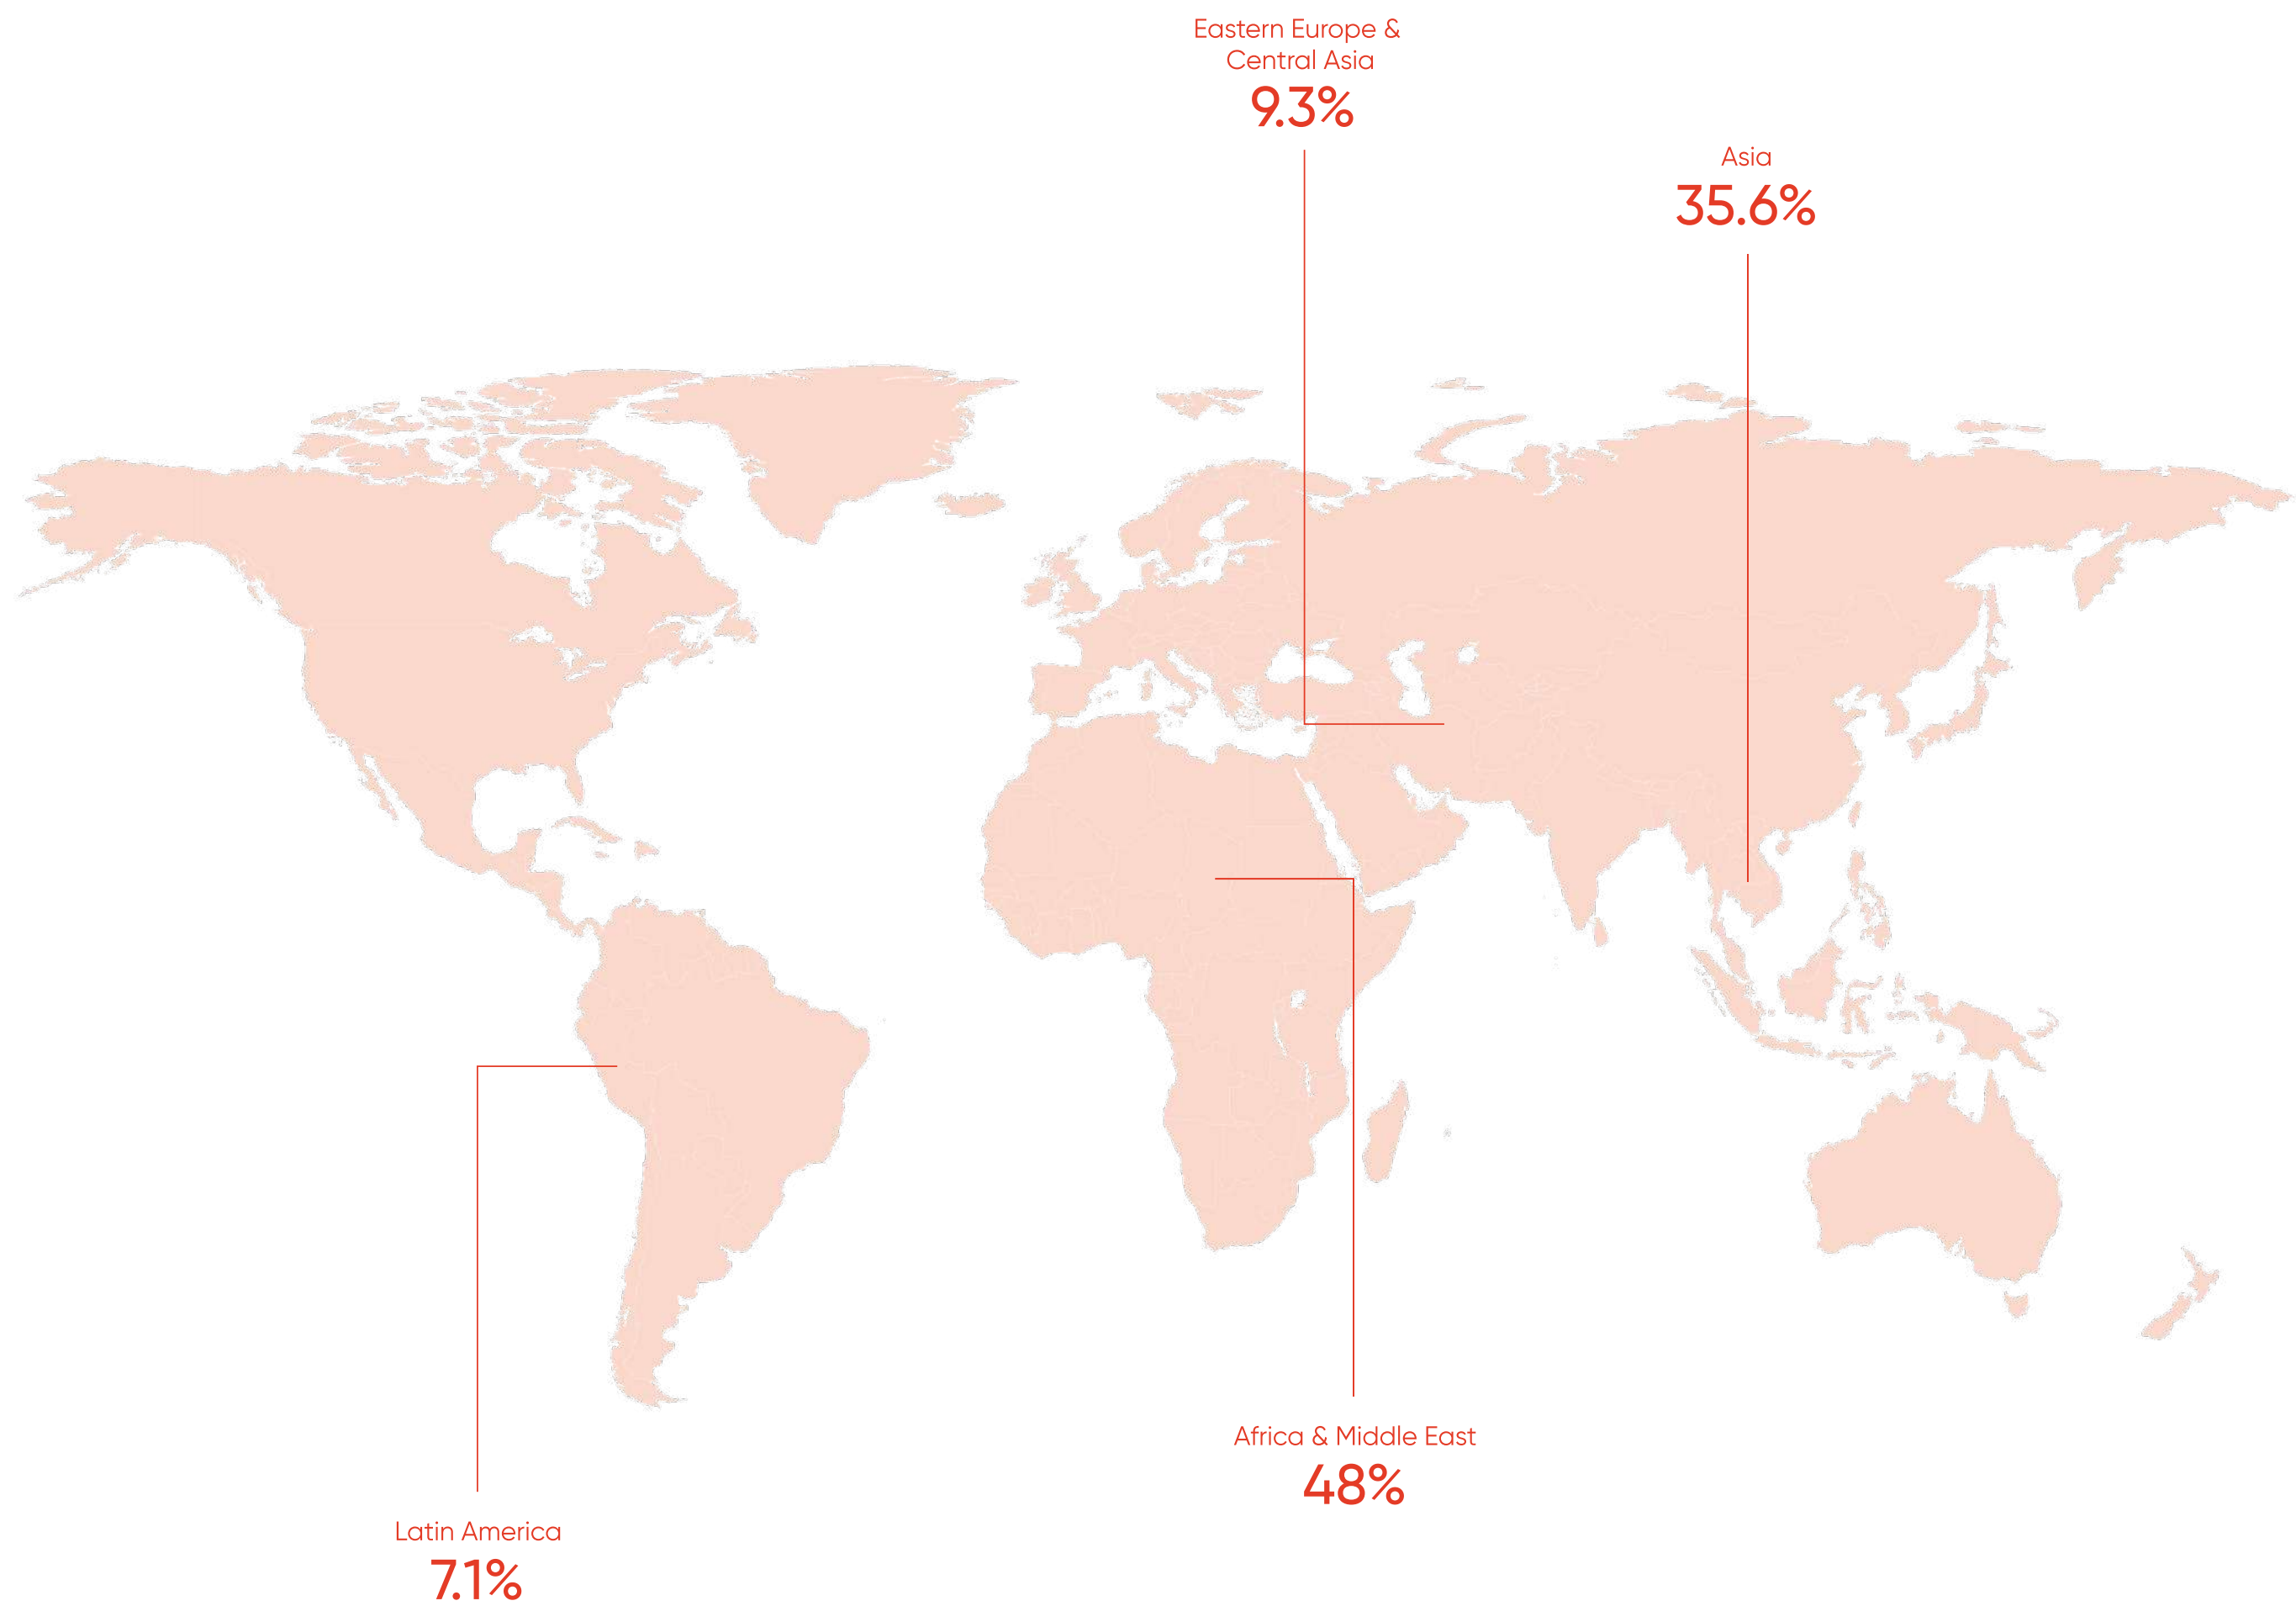 Eastern Europe &
Central Asia
9.3%
Asia
35.6%
Africa & Middle East
48%
Latin America
7.1%